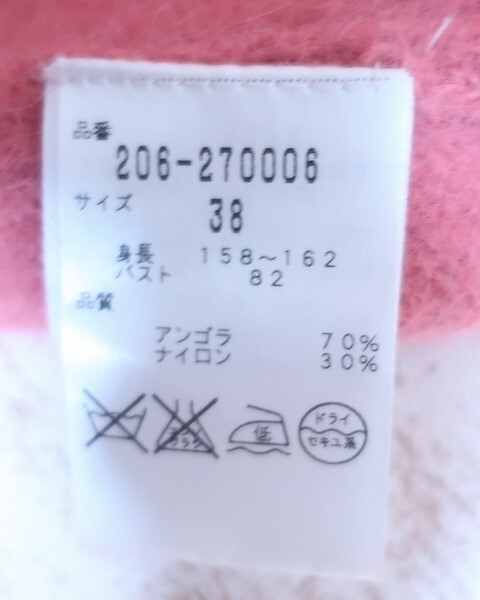 品番
206-270006
サイズ
38
身長 158～162
バスト 82
品質
アンゴラ 70%
ナイロン 30%
低
ドライ
セキユ系